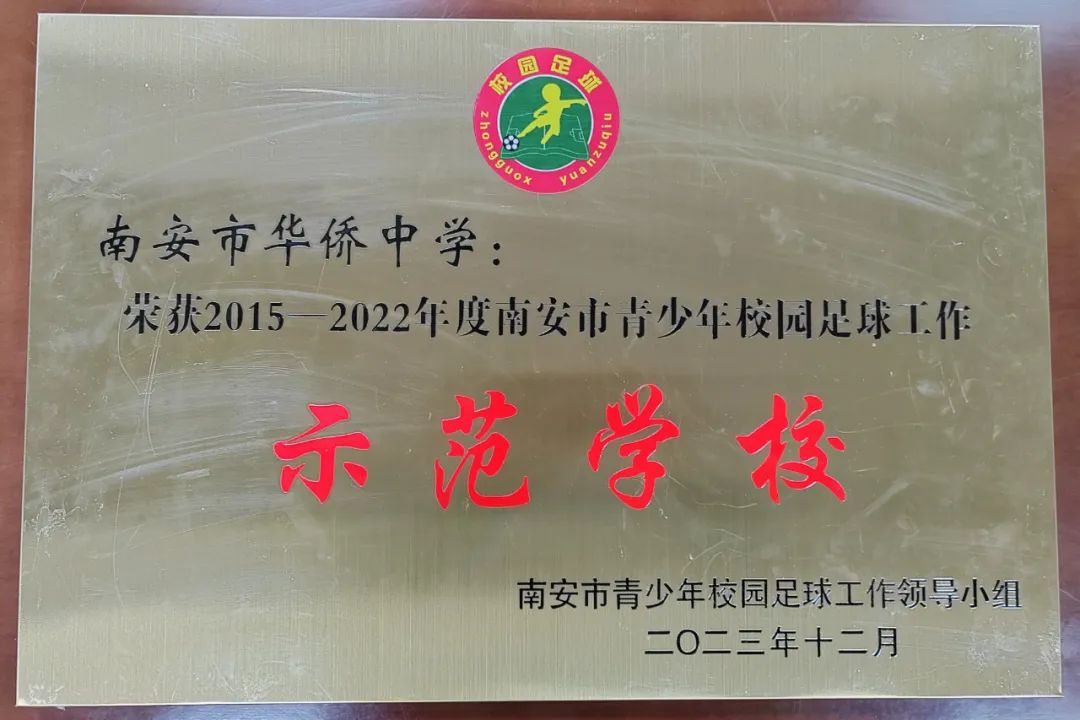 校园足球
zhongguox yuanzuqiu
南安市华侨中学：
荣获2015—2022年度南安市青少年校园足球工作
示范学校
南安市青少年校园足球工作领导小组
二〇二三年十二月